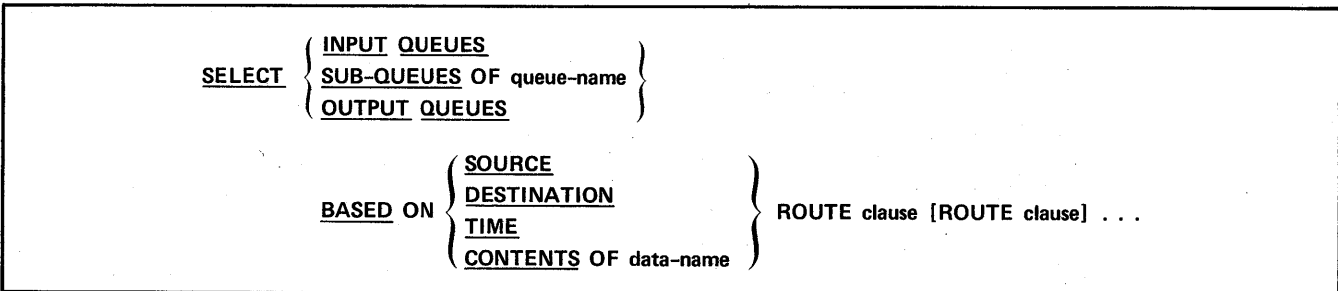 INPUT QUEUES
SELECT SUB-QUEUES OF queue-name
OUTPUT QUEUES
SOURCE
DESTINATION
BASED ON ROUTE clause [ROUTE clause] . . .
TIME
CONTENTS OF data-name